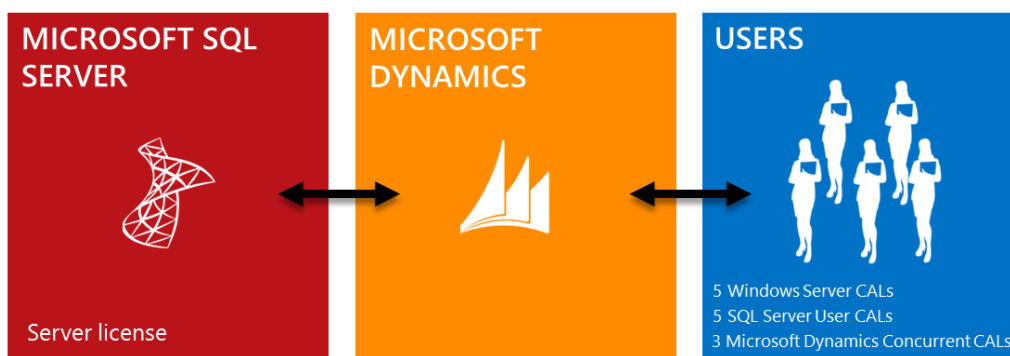 MICROSOFT SQL
SERVER
Server license
MICROSOFT
DYNAMICS
USERS
5 Windows Server CALs
5 SQL Server User CALs
3 Microsoft Dynamics Concurrent CALs